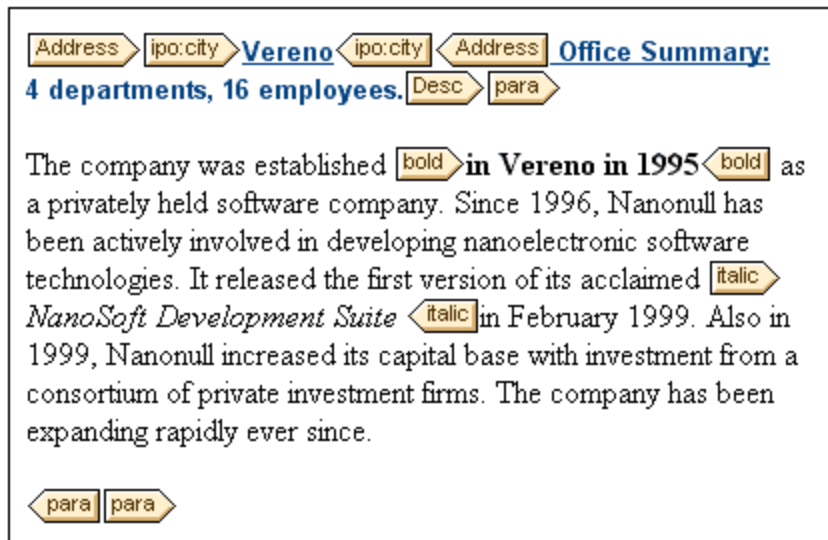 Address ipo:city Vereno ipo:city Address Office Summary:
4 departments, 16 employees. Desc para
The company was established bold in Vereno in 1995 bold as
a privately held software company. Since 1996, Nanonull has
been actively involved in developing nanoelectronic software
technologies. It released the first version of its acclaimed italic
NanoSoft Development Suite italic in February 1999. Also in
1999, Nanonull increased its capital base with investment from a
consortium of private investment firms. The company has been
expanding rapidly ever since.
para para